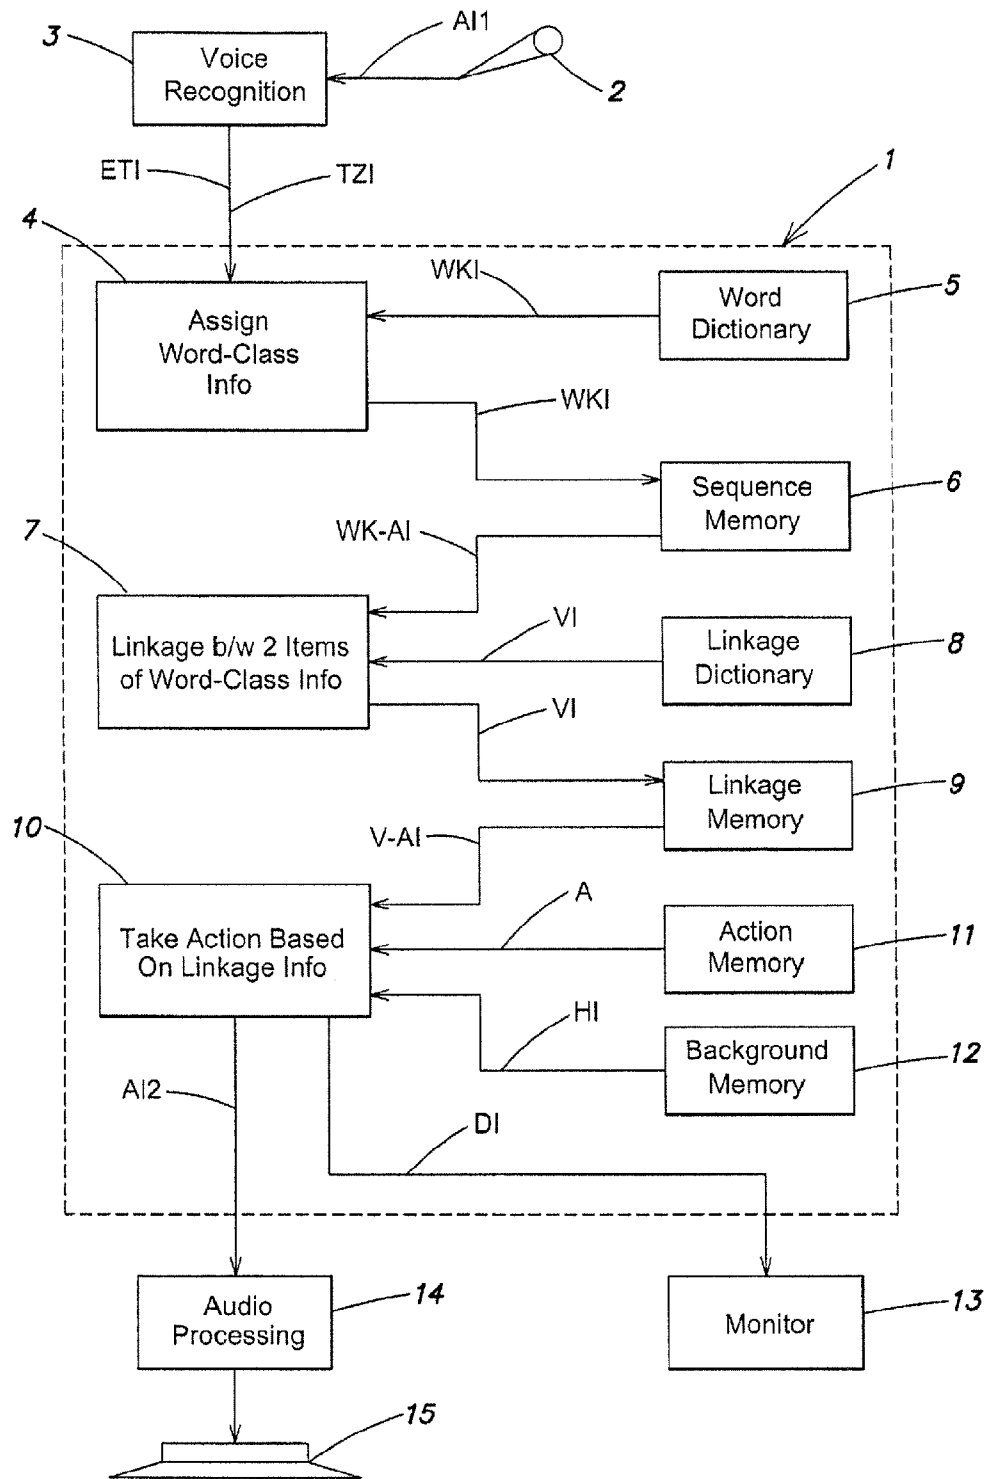 AI1
3
Voice
Recognition
2
ETI
TZI
1
4
WKI
5
Word
Dictionary
Assign
Word-Class
Info
WKI
6
Sequence
Memory
7
WK-AI
VI
8
Linkage
Dictionary
Linkage b/w 2 Items
of Word-Class Info
VI
9
Linkage
Memory
10
V-AI
A
11
Action
Memory
Take Action Based
On Linkage Info
HI
12
Background
Memory
AI2
DI
14
Audio
Processing
13
Monitor
15